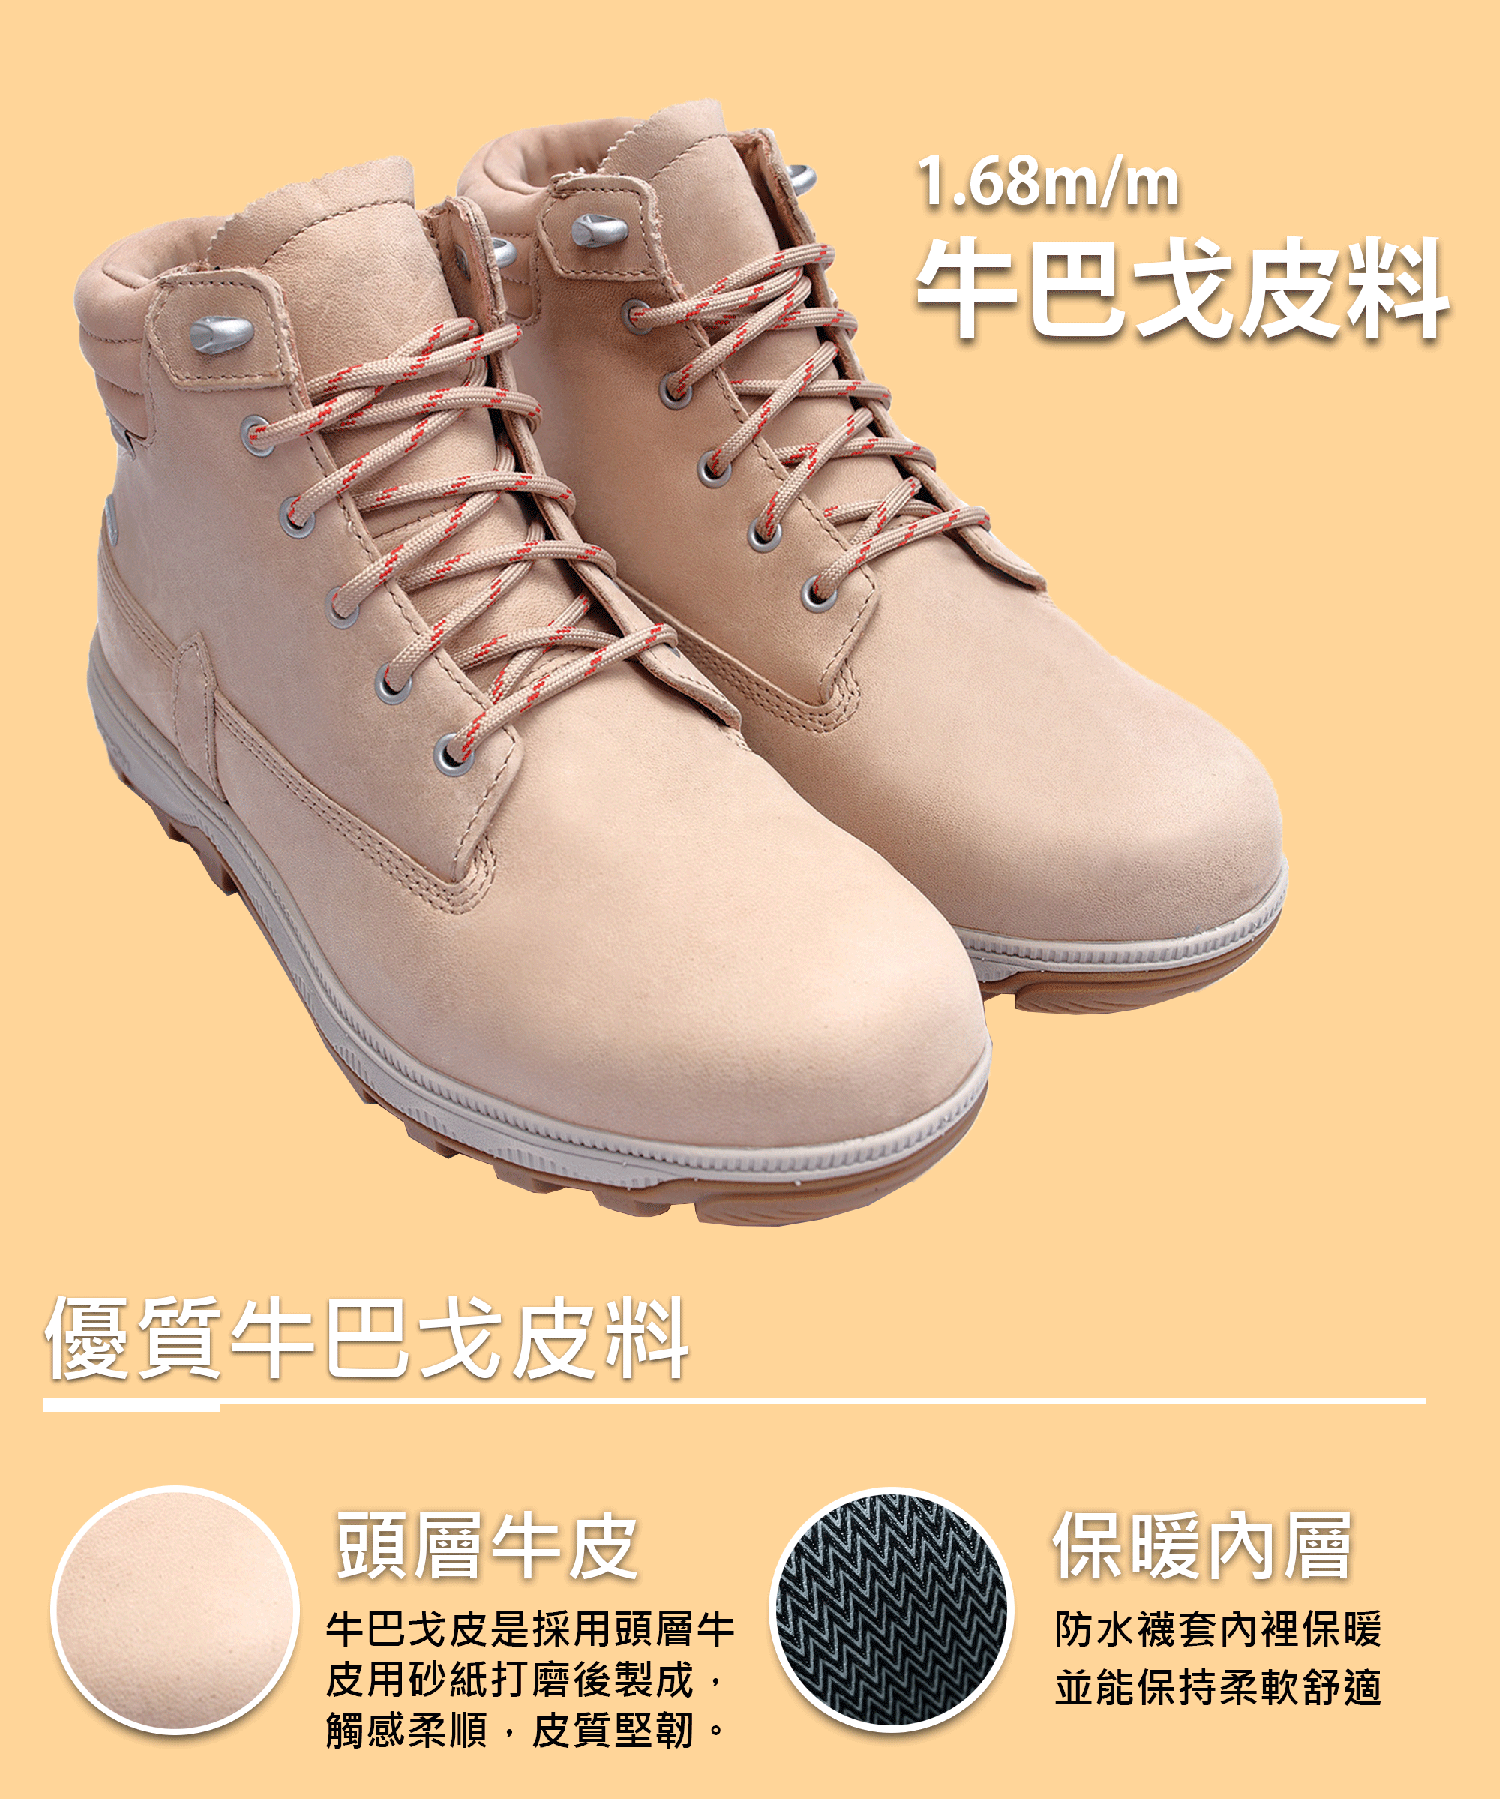 1.68m/m
牛巴戈皮料
優質牛巴戈皮料
頭層牛皮
牛巴戈皮是採用頭層牛
皮用砂紙打磨後製成，
觸感柔順，皮質堅韌。
保暖內層
防水襪套內裡保暖
並能保持柔軟舒適